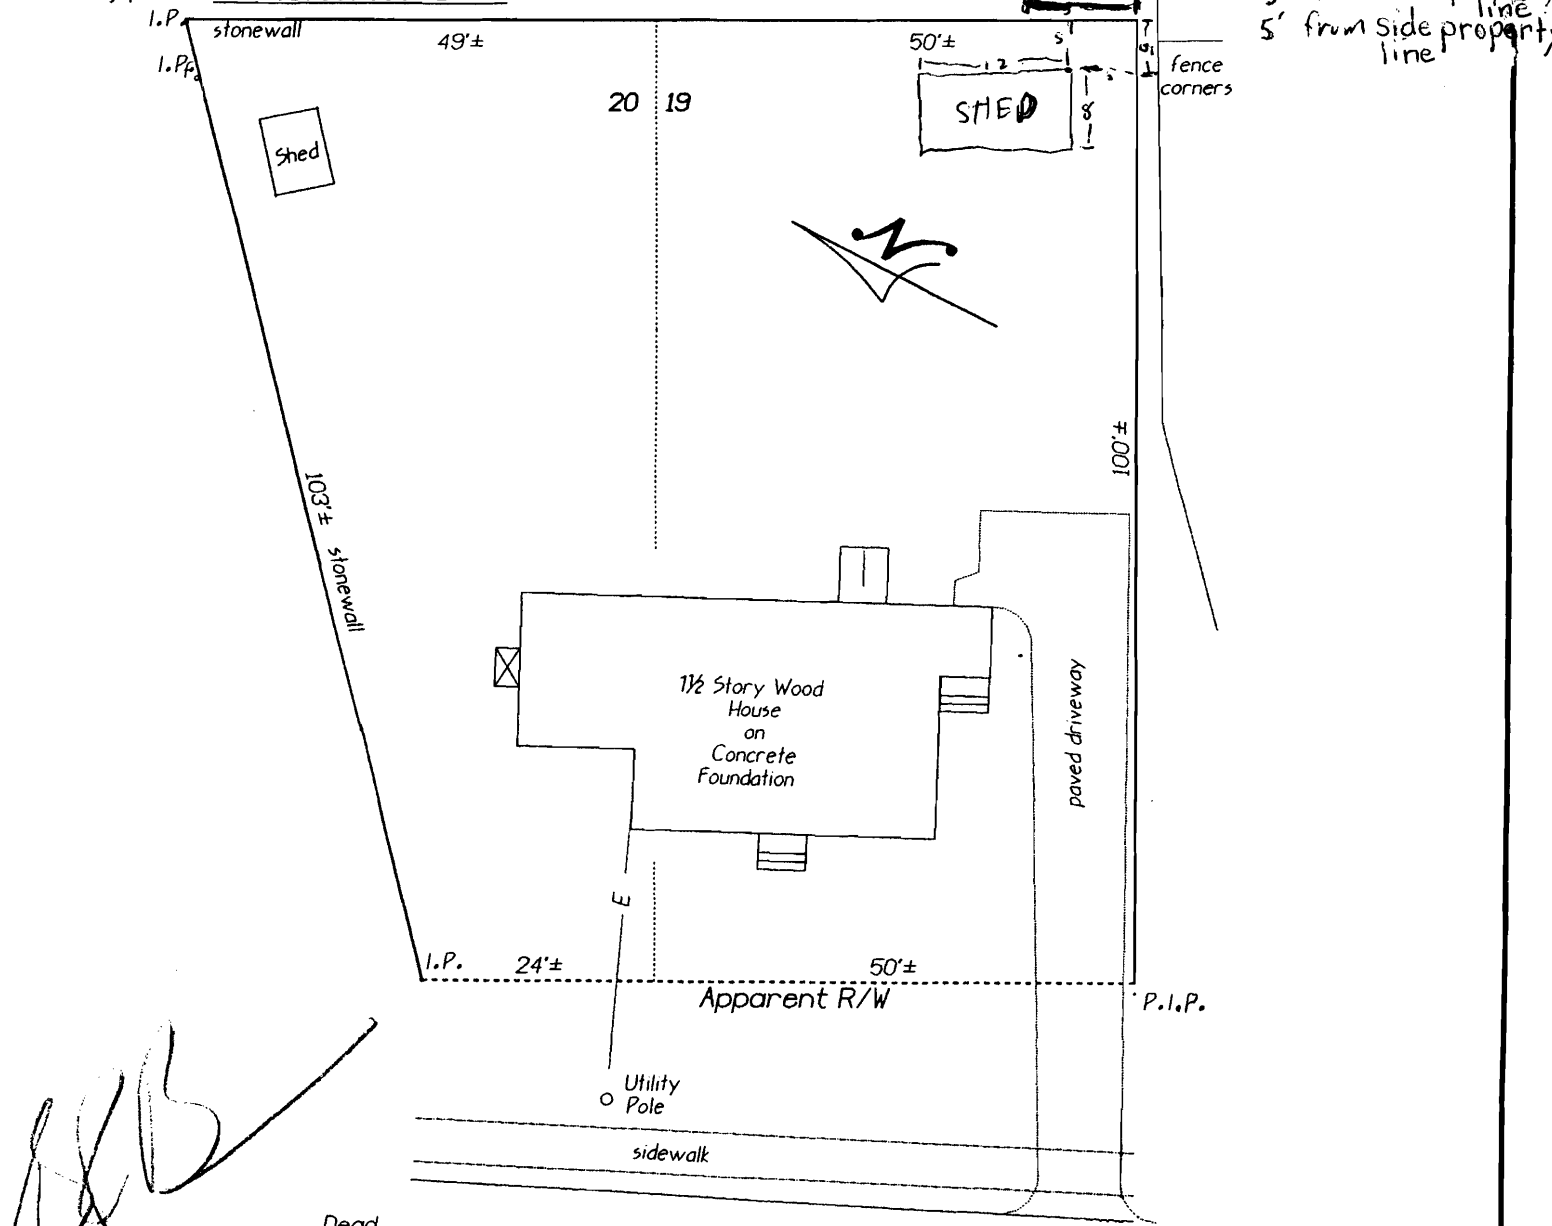 I.P.
stonewall
49'±
50'±
5
line
5' from side property
line
I.Pf.
12
5'
fence
corners
20 19
SHED
8
Shed
N
100'±
103'± stonewall
1½ Story Wood
House
on
Concrete
Foundation
paved driveway
E
I.P.
24'±
50'±
Apparent R/W
P.I.P.
Utility
Pole
sidewalk
Dead